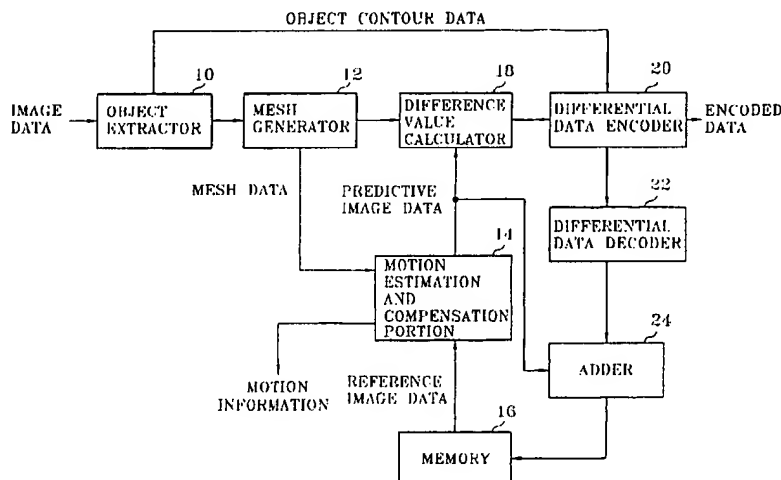 OBJECT CONTOUR DATA
10
12
18
20
IMAGE
DATA
OBJECT
EXTRACTOR
MESH
GENERATOR
DIFFERENCE
VALUE
CALCULATOR
DIFFERENTIAL
DATA ENCODER
ENCODED
DATA
MESH DATA
PREDICTIVE
IMAGE DATA
22
DIFFERENTIAL
DATA DECODER
14
MOTION
ESTIMATION
AND
COMPENSATION
PORTION
24
ADDER
MOTION
INFORMATION
REFERENCE
IMAGE DATA
16
MEMORY